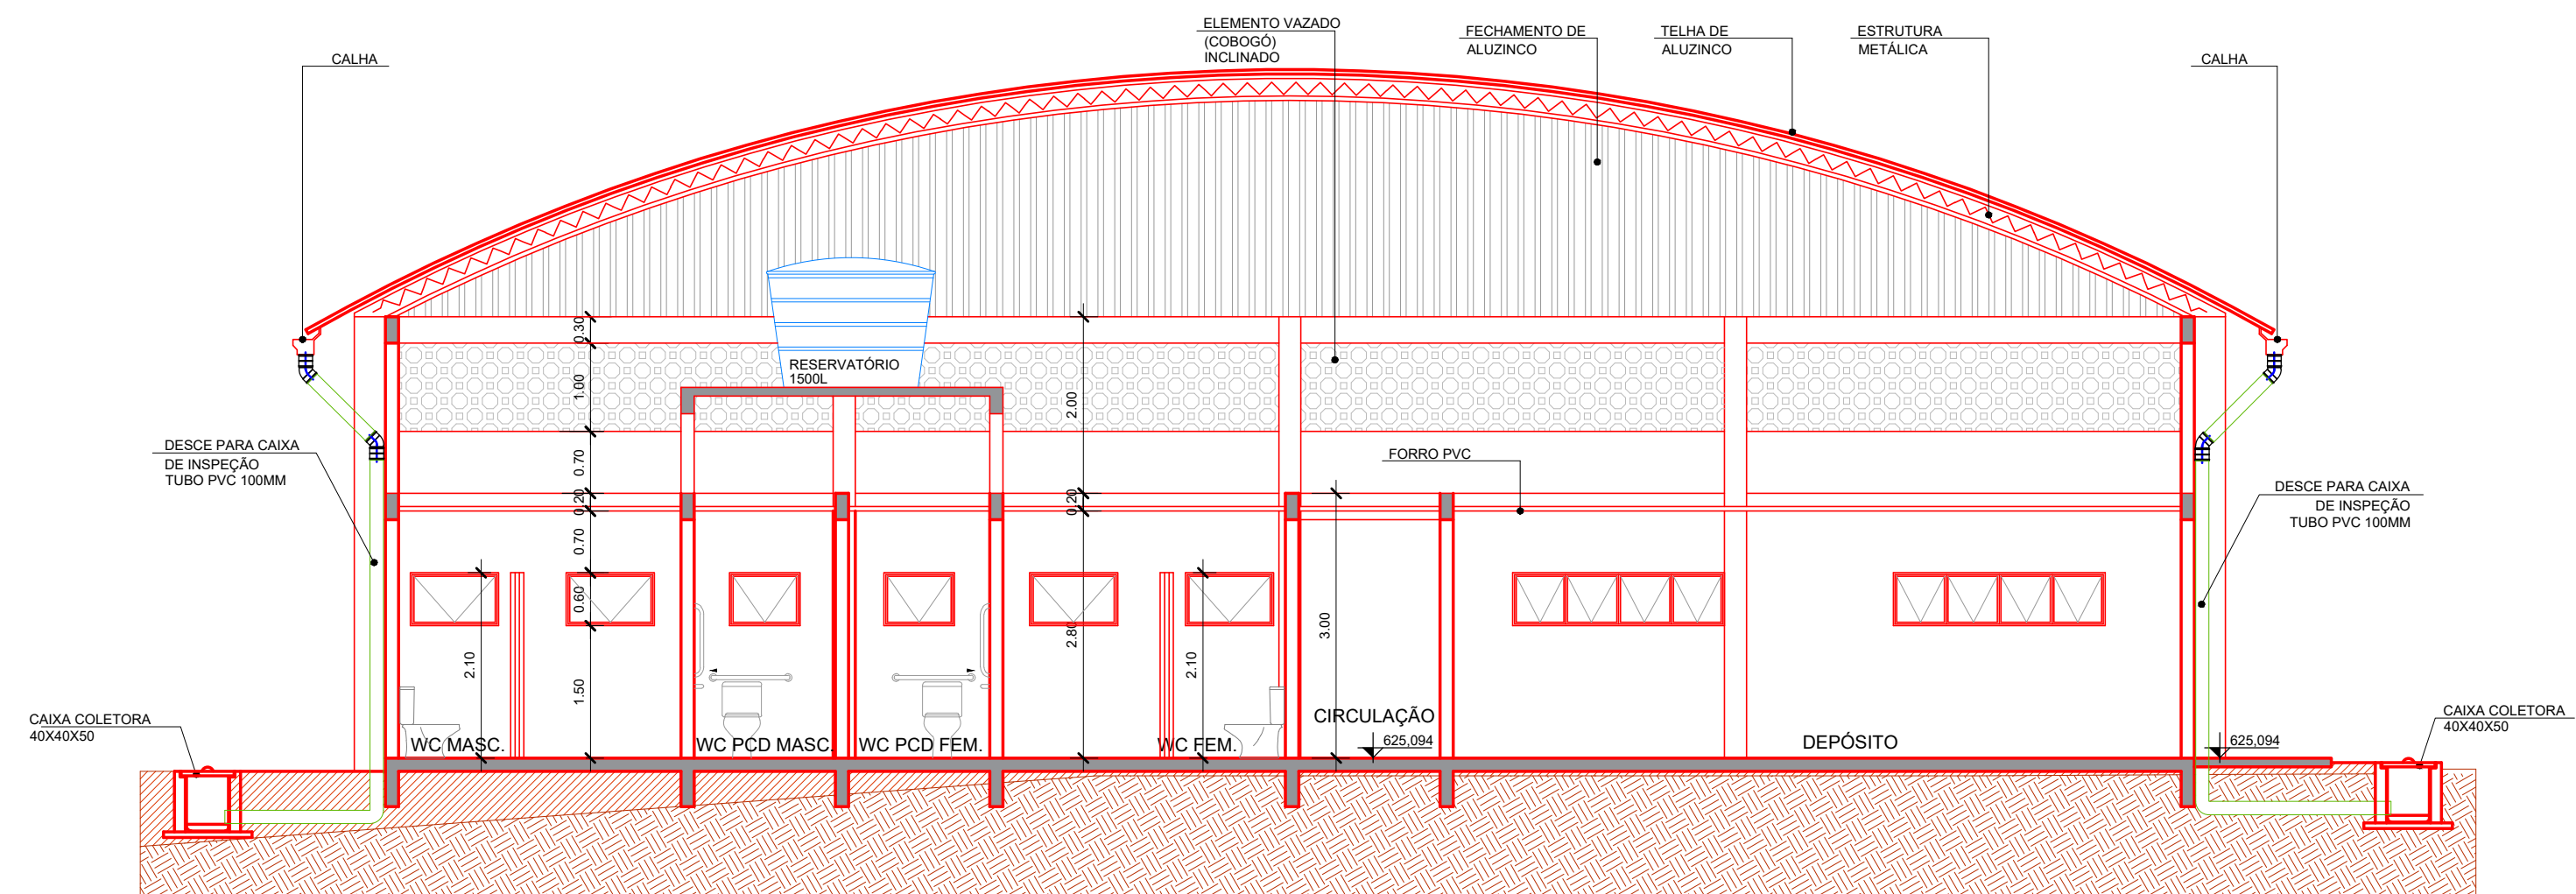 ELEMENTO VAZADO
(COBOGÓ)
INCLINADO
FECHAMENTO DE
ALUZINCO
TELHA DE
ALUZINCO
ESTRUTURA
METÁLICA
CALHA
CALHA
RESERVATÓRIO
1500L
0.30
1.00
0.70
0.20
0.70
0.60
1.50
2.00
0.20
2.80
2.10
2.10
3.00
DESCE PARA CAIXA
DE INSPEÇÃO
TUBO PVC 100MM
FORRO PVC
DESCE PARA CAIXA
DE INSPEÇÃO
TUBO PVC 100MM
CAIXA COLETORA
40X40X50
WC MASC.
WC PCD MASC.
WC PCD FEM.
WC FEM.
CIRCULAÇÃO
625,094
DEPÓSITO
625,094
CAIXA COLETORA
40X40X50